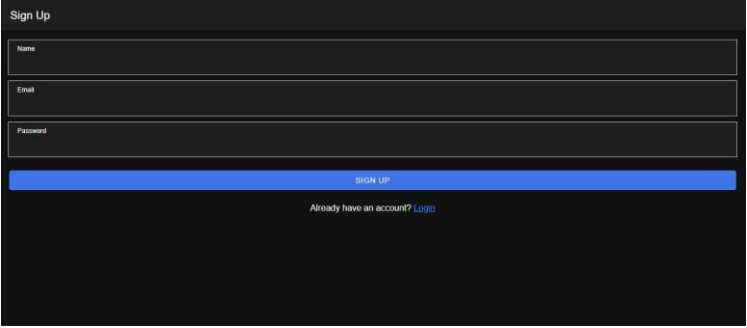 Sign Up
Name
Email
Password
SIGN UP
Already have an account? Login